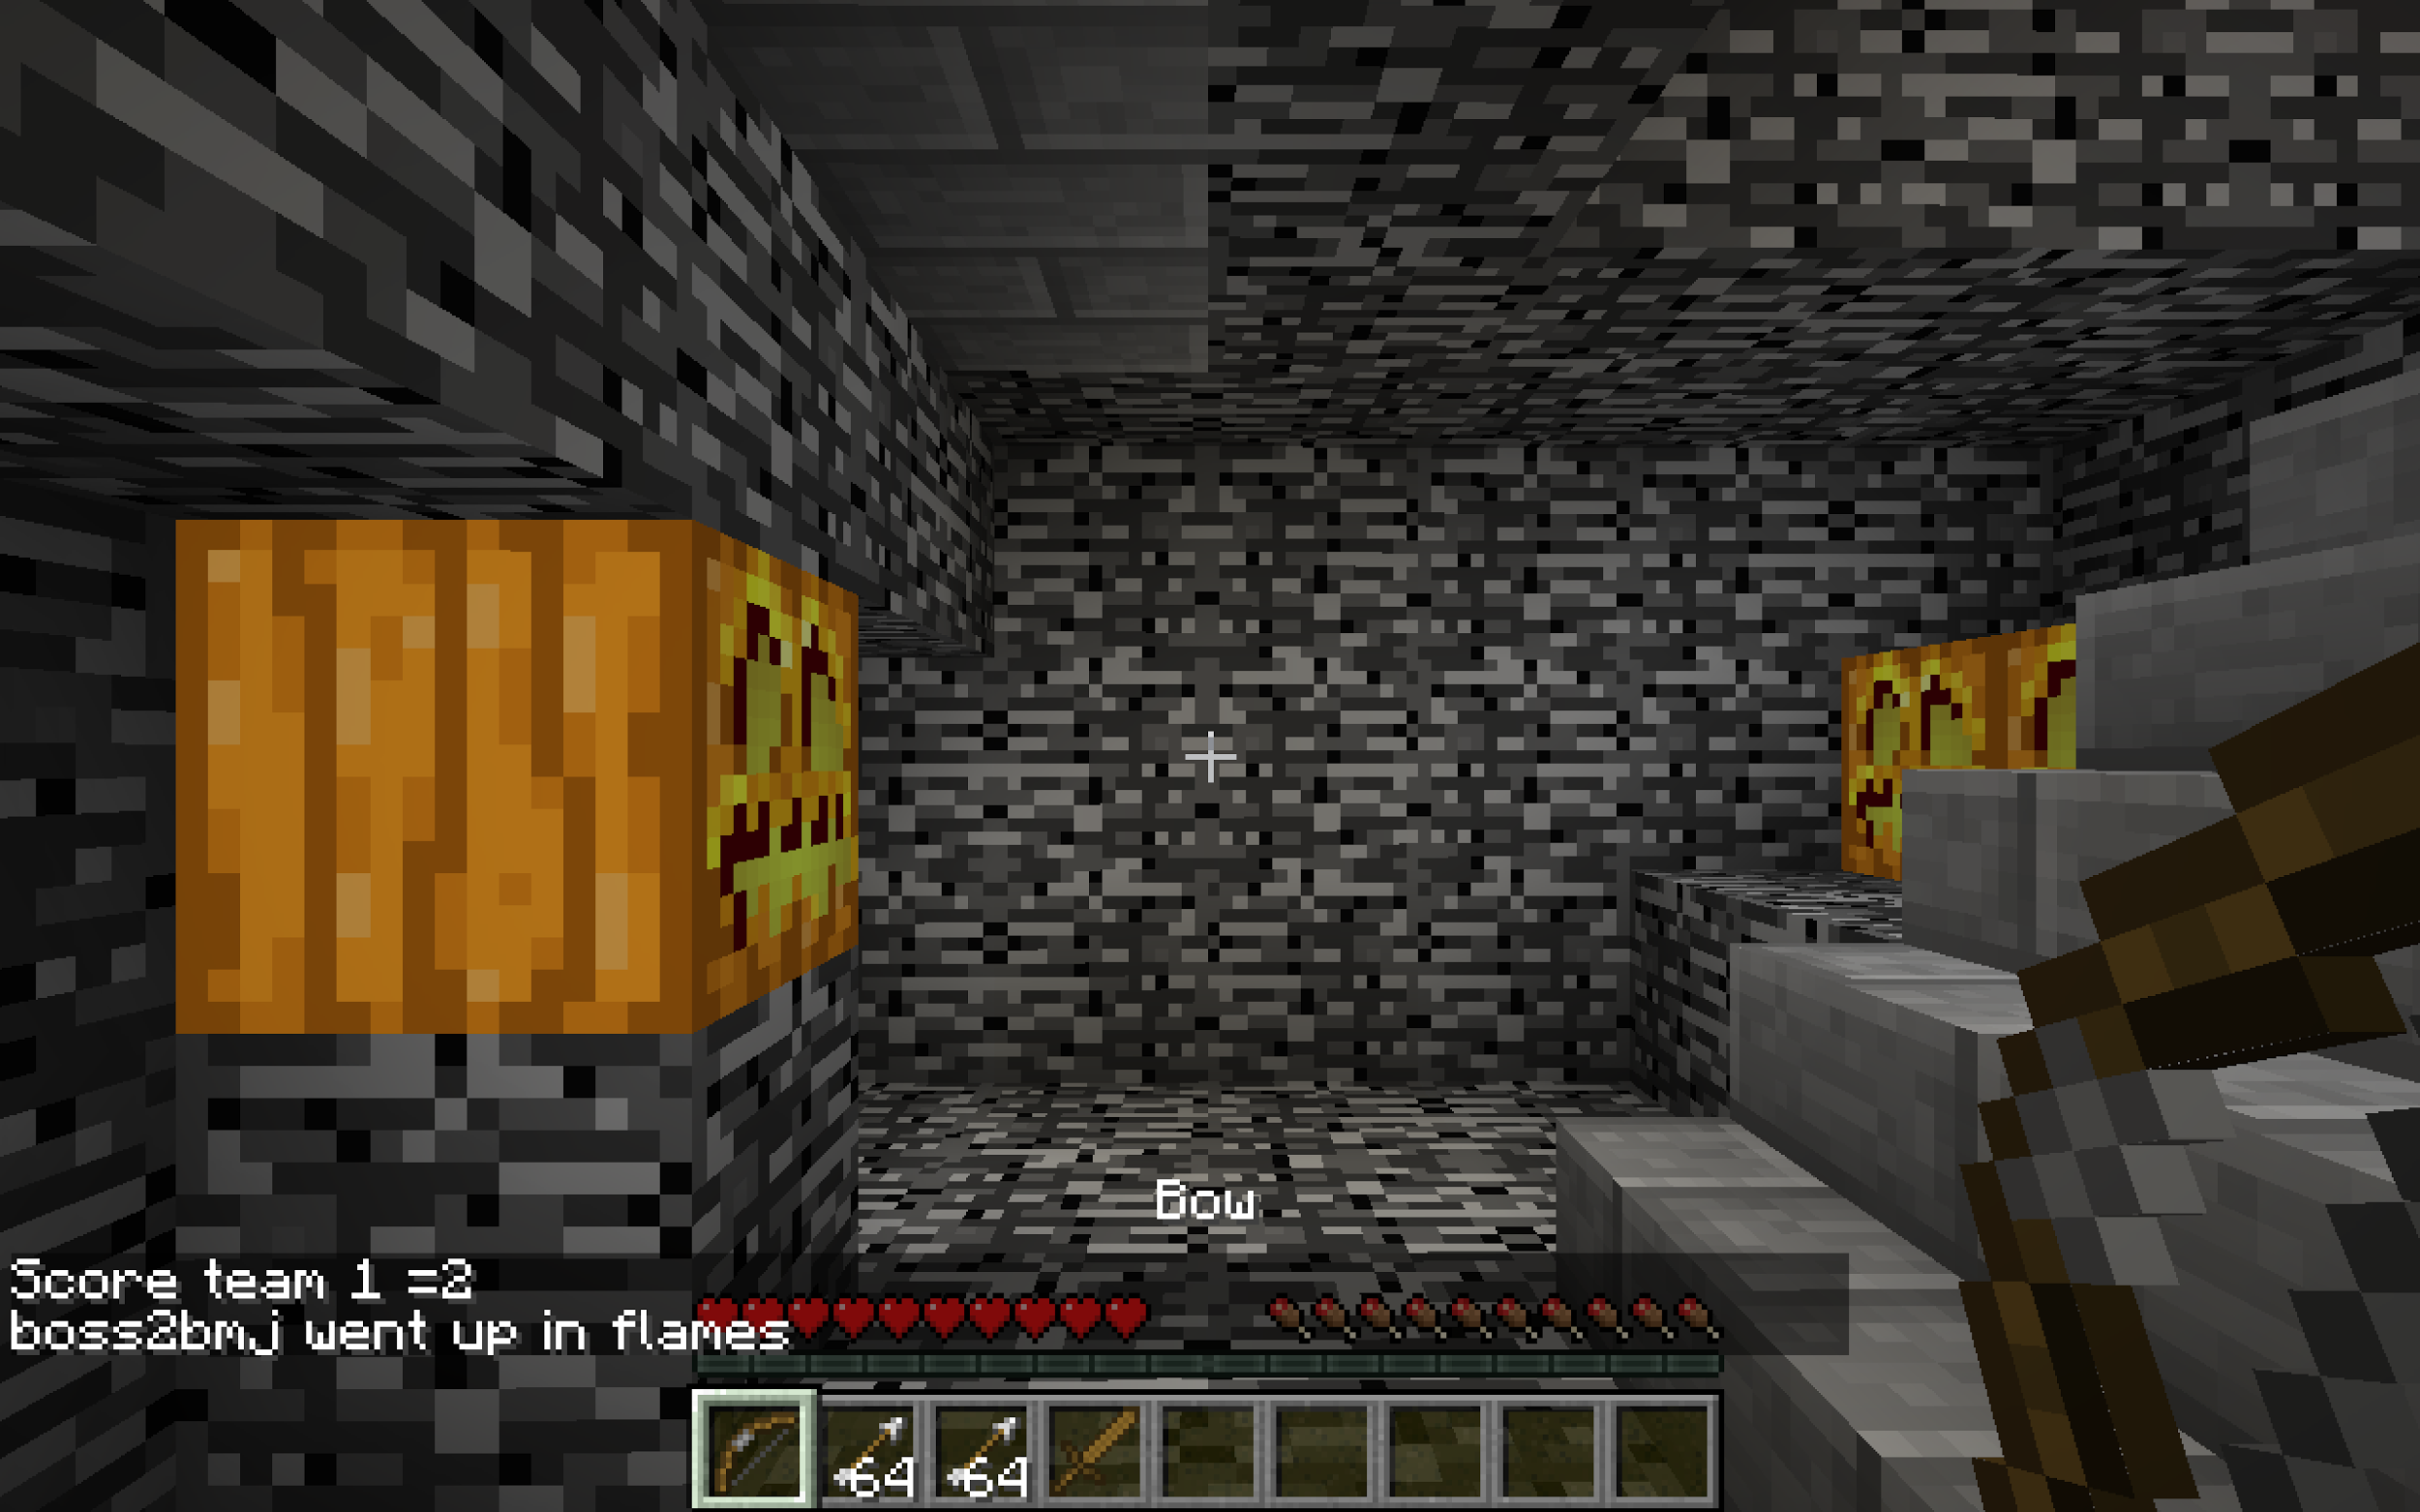 Bow
Score team 1 =2
boss2bmj went up in flames
64 64